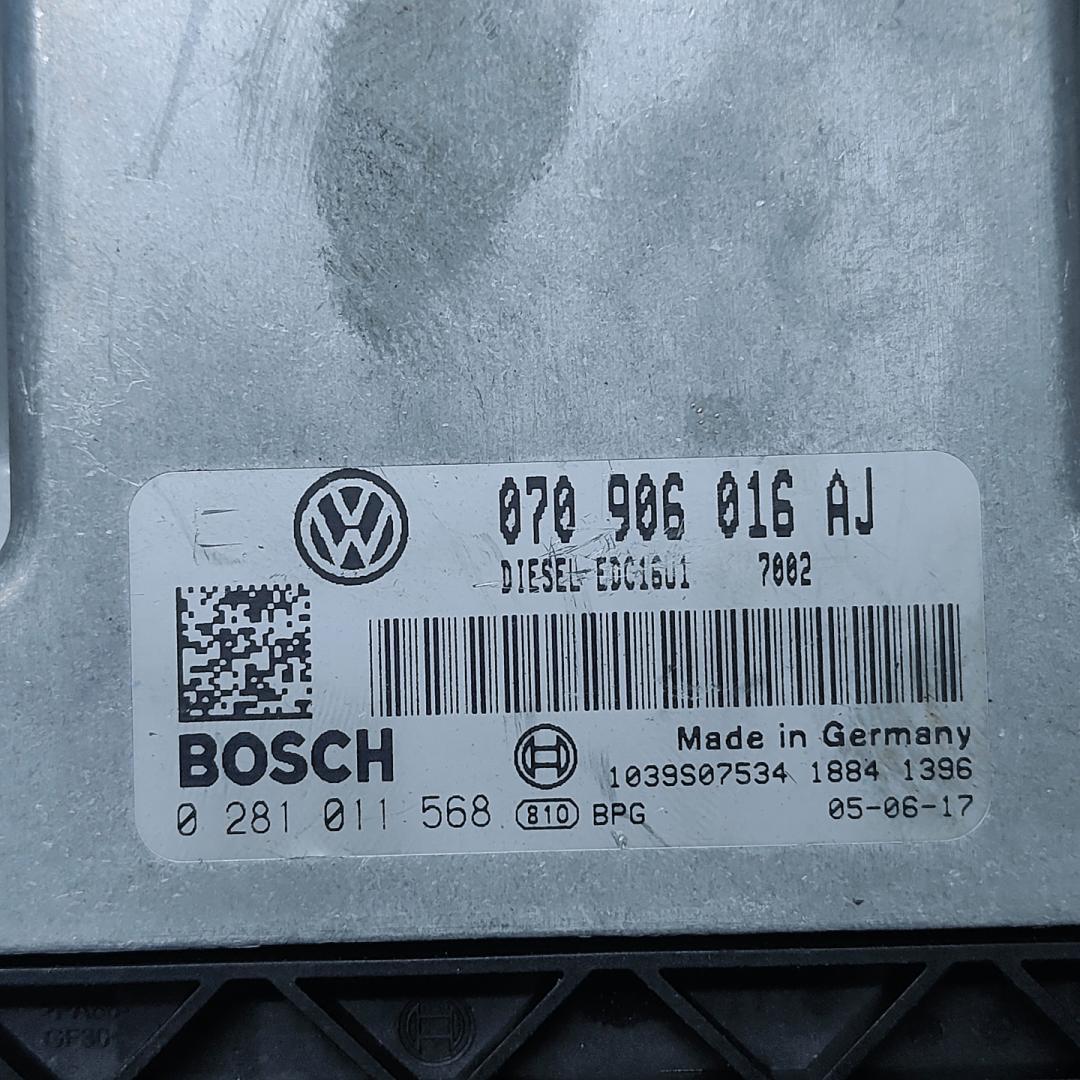 070 906 016 AJ
DIESEL EDC16U1 7002
BOSCH
Made in Germany
1039S07534 1884 1396
0 281 011 568 810 BPG 05-06-17
GF30